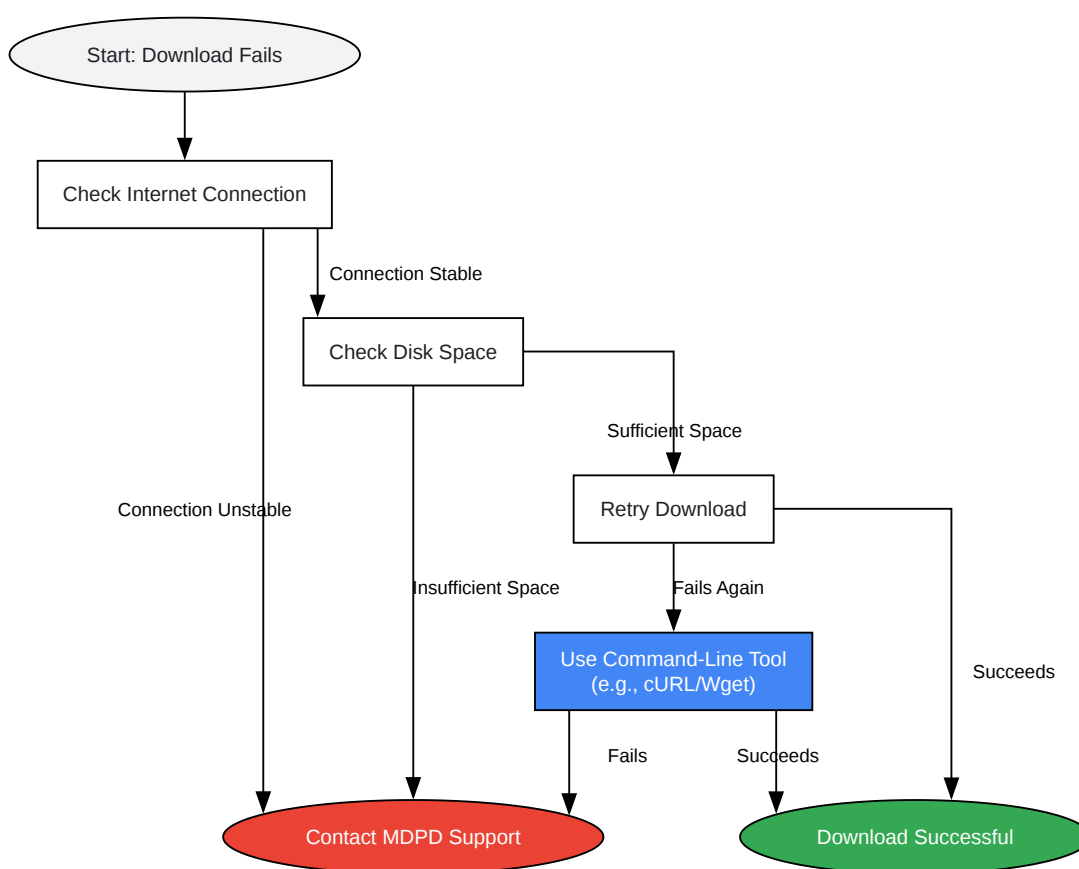 Start: Download Fails
Check Internet Connection
Connection Stable
Check Disk Space
Sufficient Space
Retry Download
Connection Unstable
Insufficient Space
Fails Again
Use Command-Line Tool
(e.g., cURL/Wget)
Succeeds
Fails
Succeeds
Contact MDPD Support
Download Successful